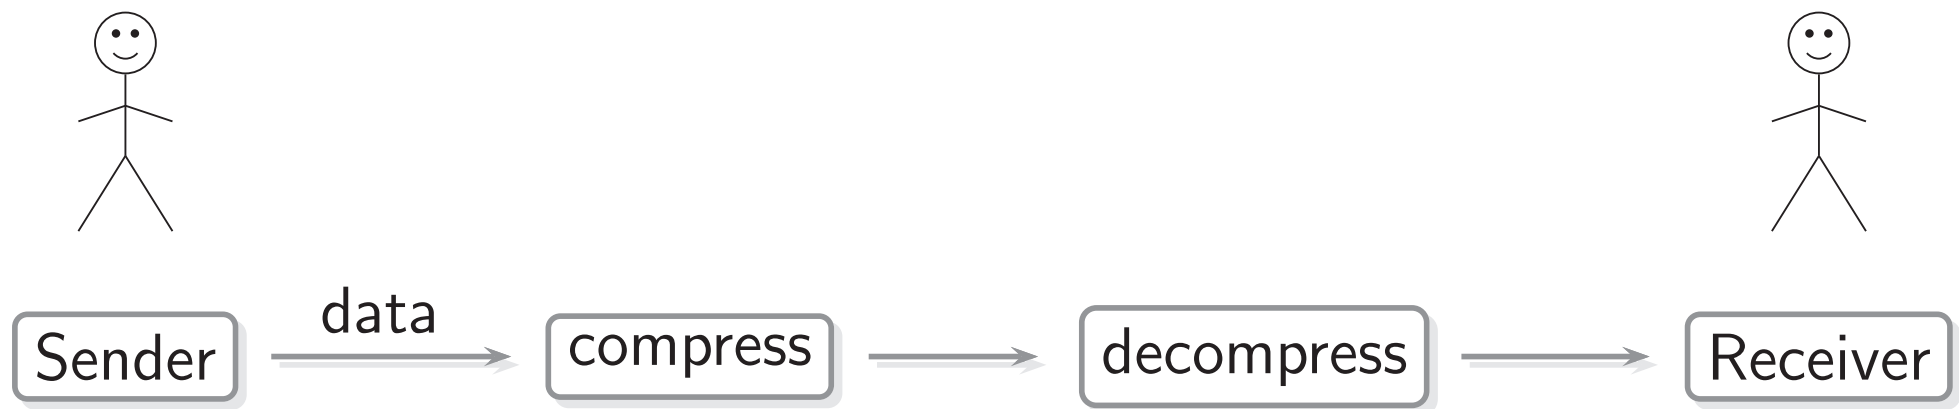 data
Sender
compress
decompress
Receiver